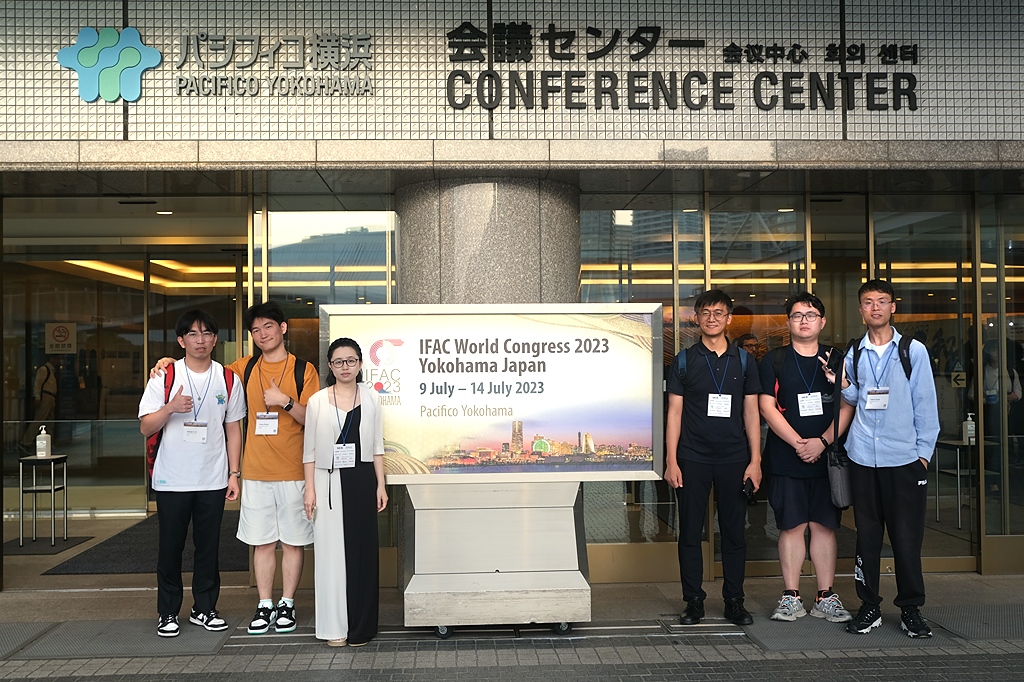 パシフィコ横浜
PACIFICO YOKOHAMA
会議センター 会议中心 회의 센터
CONFERENCE CENTER
IFAC
2023
YOKOHAMA
IFAC World Congress 2023
Yokohama Japan
9 July – 14 July 2023
Pacifico Yokohama
FILA